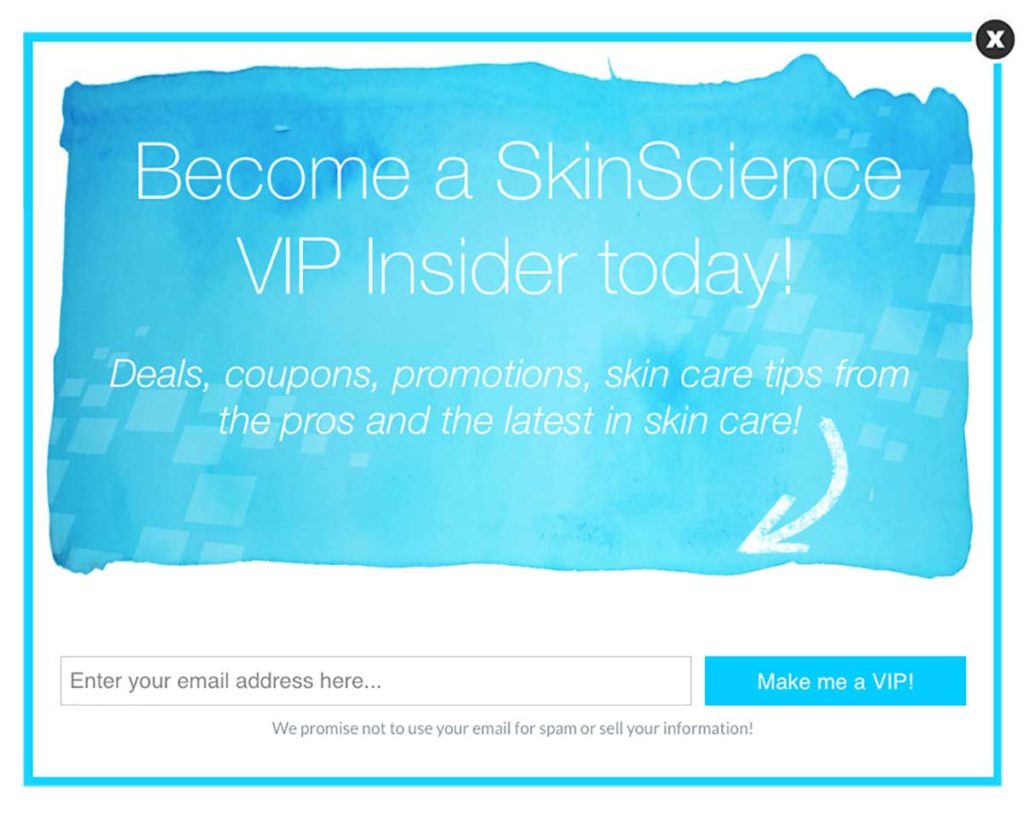 X
Become a SkinScience
VIP Insider today!
Deals, coupons, promotions, skin care tips from
the pros and the latest in skin care!
Enter your email address here...
Make me a VIP!
We promise not to use your email for spam or sell your information!